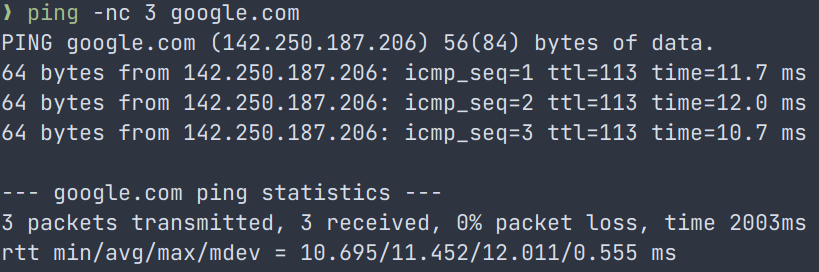 ❯ ping -nc 3 google.com
PING google.com (142.250.187.206) 56(84) bytes of data.
64 bytes from 142.250.187.206: icmp_seq=1 ttl=113 time=11.7 ms
64 bytes from 142.250.187.206: icmp_seq=2 ttl=113 time=12.0 ms
64 bytes from 142.250.187.206: icmp_seq=3 ttl=113 time=10.7 ms
--- google.com ping statistics ---
3 packets transmitted, 3 received, 0% packet loss, time 2003ms
rtt min/avg/max/mdev = 10.695/11.452/12.011/0.555 ms